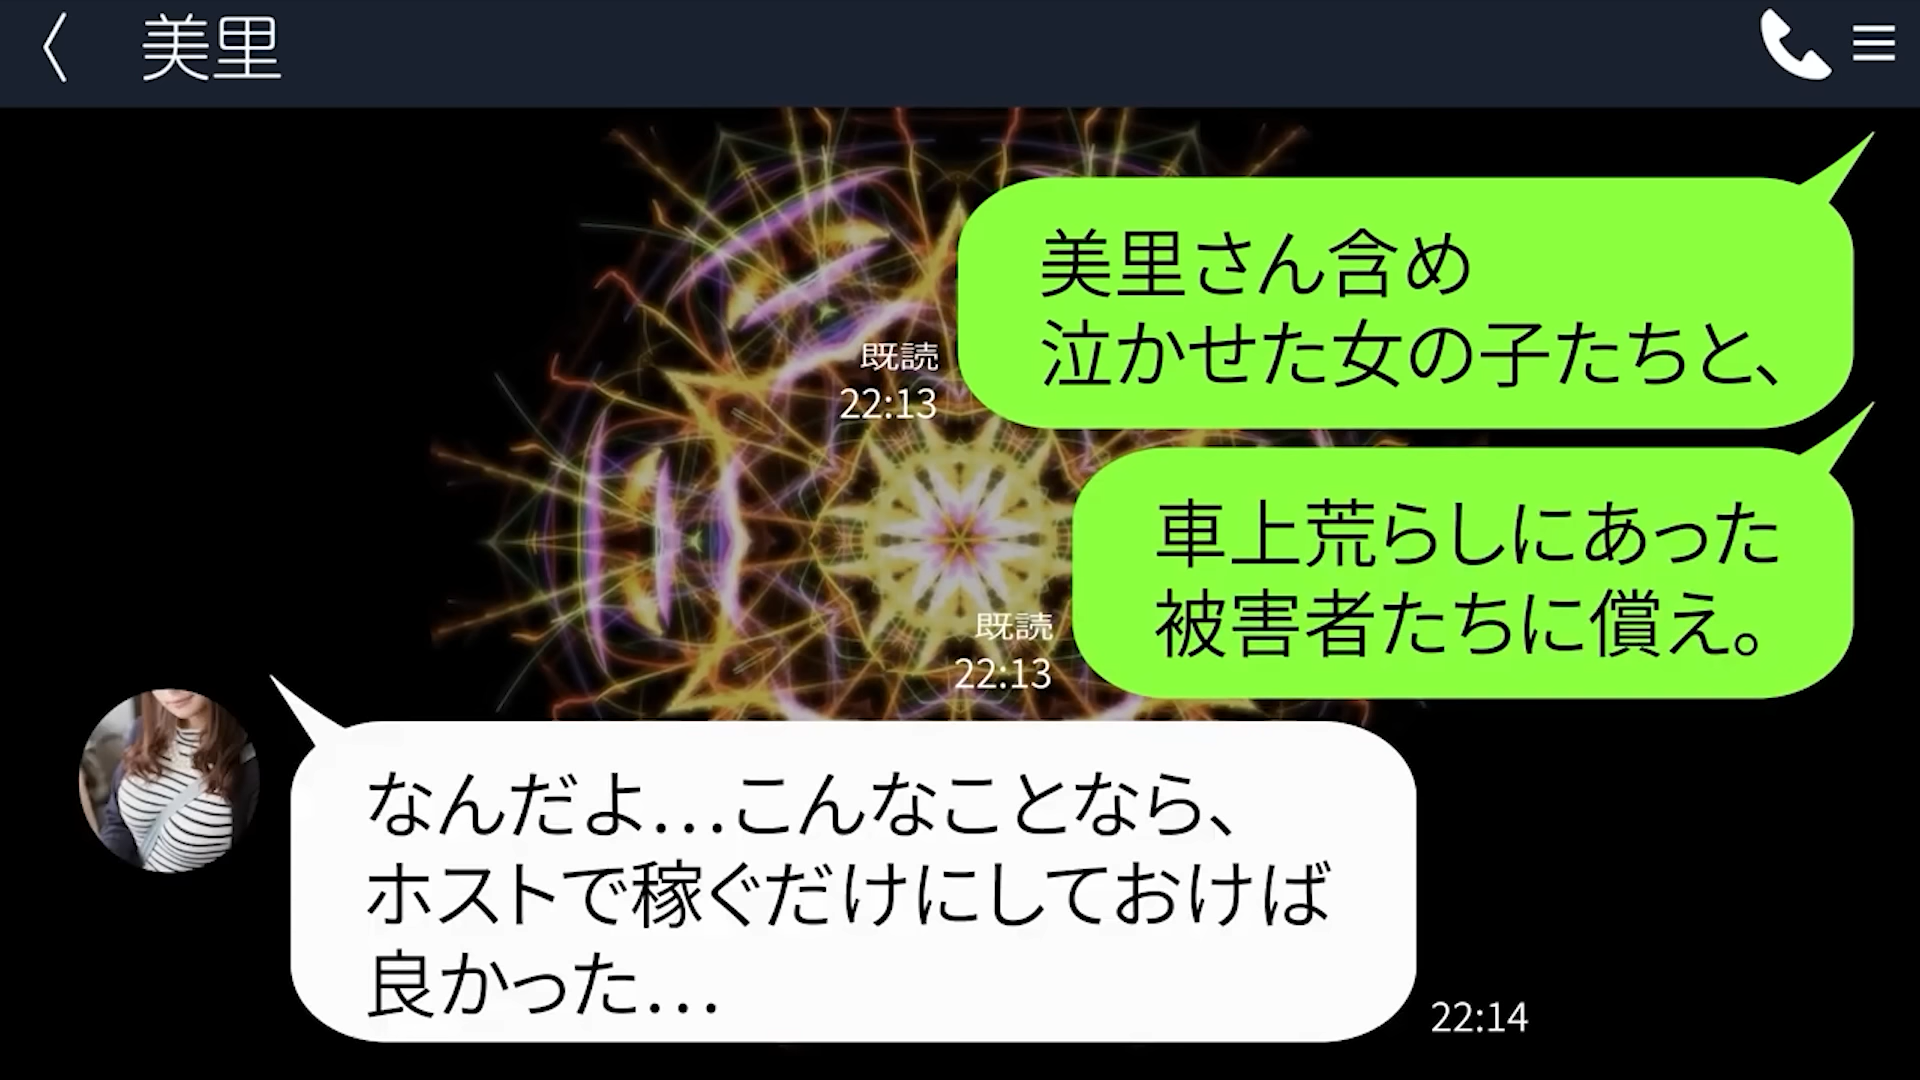 美里
美里さん含め
泣かせた女の子たちと、
既読
22:13
車上荒らしにあった
被害者たちに償え。
既読
22:13
なんだよ…こんなことなら、
ホストで稼ぐだけにしておけば
良かった…
22:14